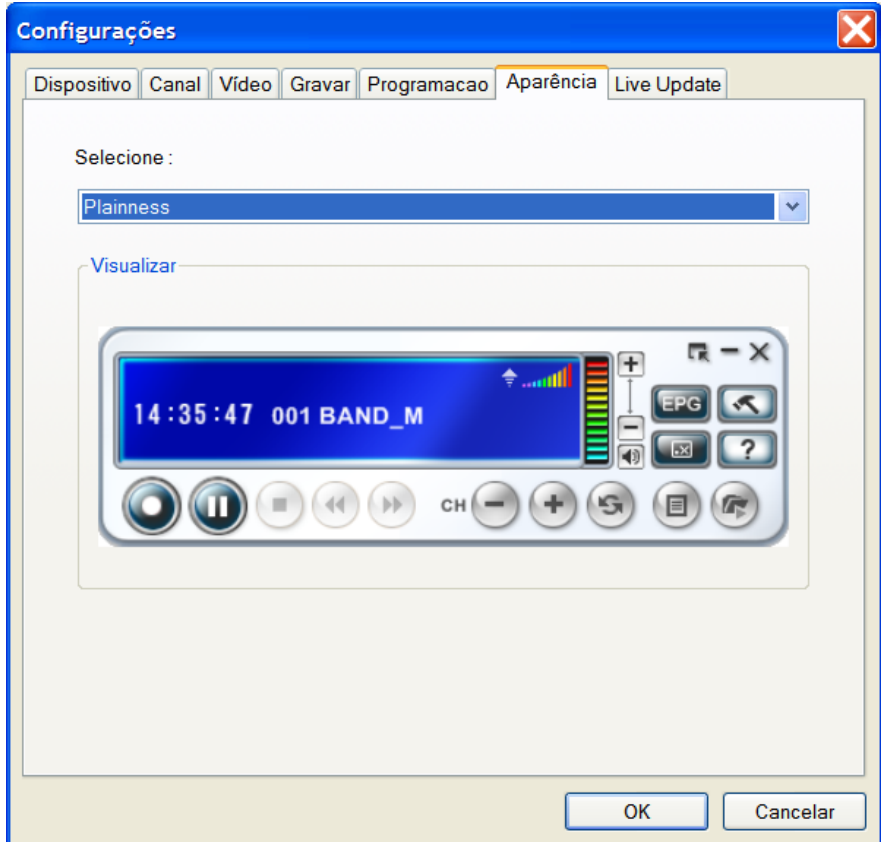 Configurações
Dispositivo Canal Vídeo Gravar Programacao Aparência Live Update
Selecione :
Plainness
Visualizar
14:35:47 001 BAND_M
EPG
.x ?
CH
OK Cancelar